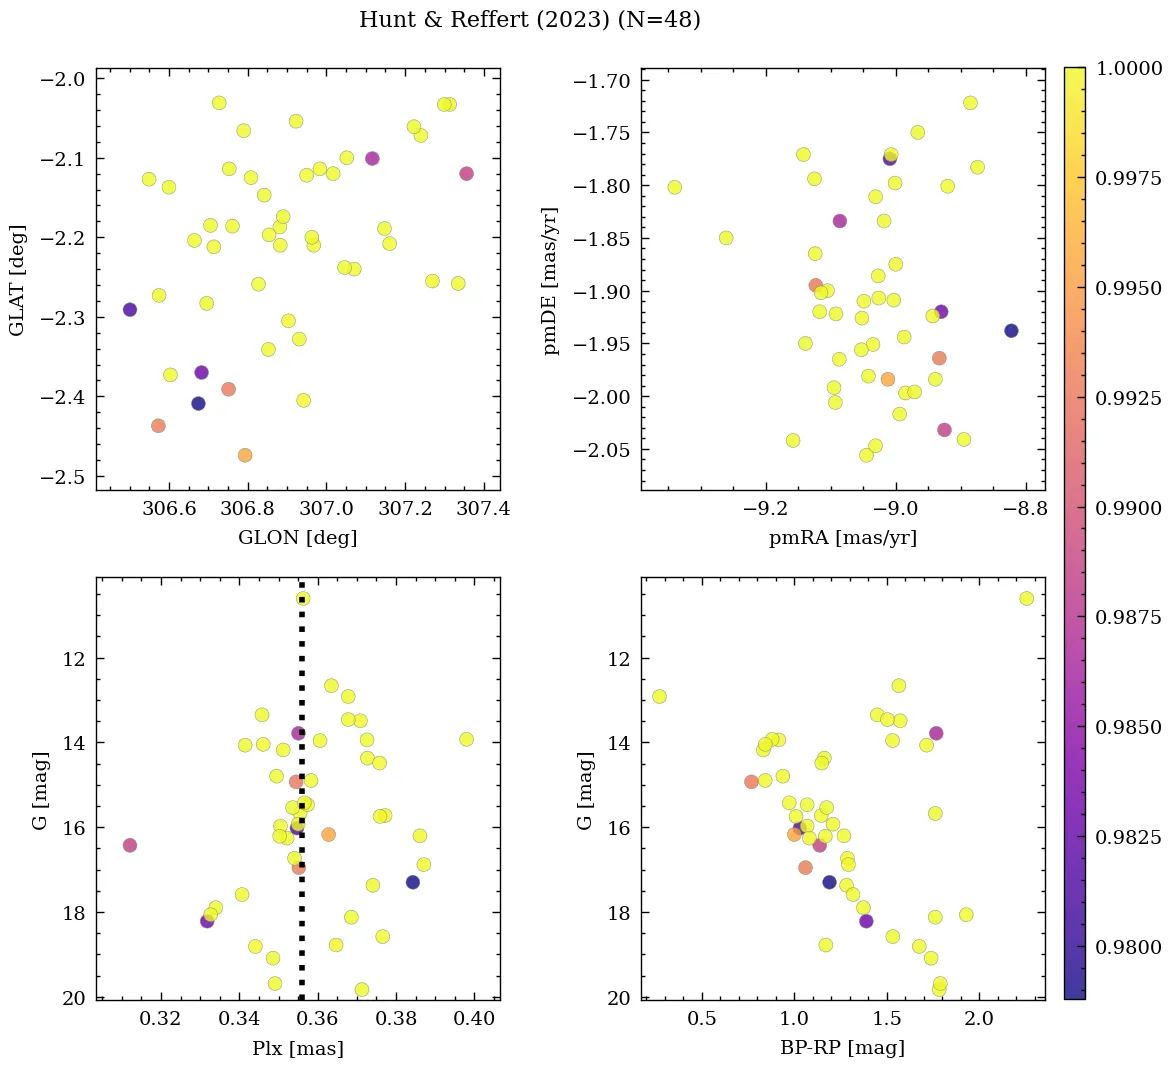 Hunt & Reffert (2023) (N=48)
−2.0
−2.1
−2.2
−2.3
−2.4
−2.5
GLAT [deg]
306.6 306.8 307.0 307.2 307.4
GLON [deg]
−1.70
−1.75
−1.80
−1.85
−1.90
−1.95
−2.00
−2.05
pmDE [mas/yr]
−9.2 −9.0 −8.8
pmRA [mas/yr]
1.0000
0.9975
0.9950
0.9925
0.9900
0.9875
0.9850
0.9825
0.9800
12
14
16
18
20
G [mag]
0.32 0.34 0.36 0.38 0.40
Plx [mas]
12
14
16
18
20
G [mag]
0.5 1.0 1.5 2.0
BP-RP [mag]